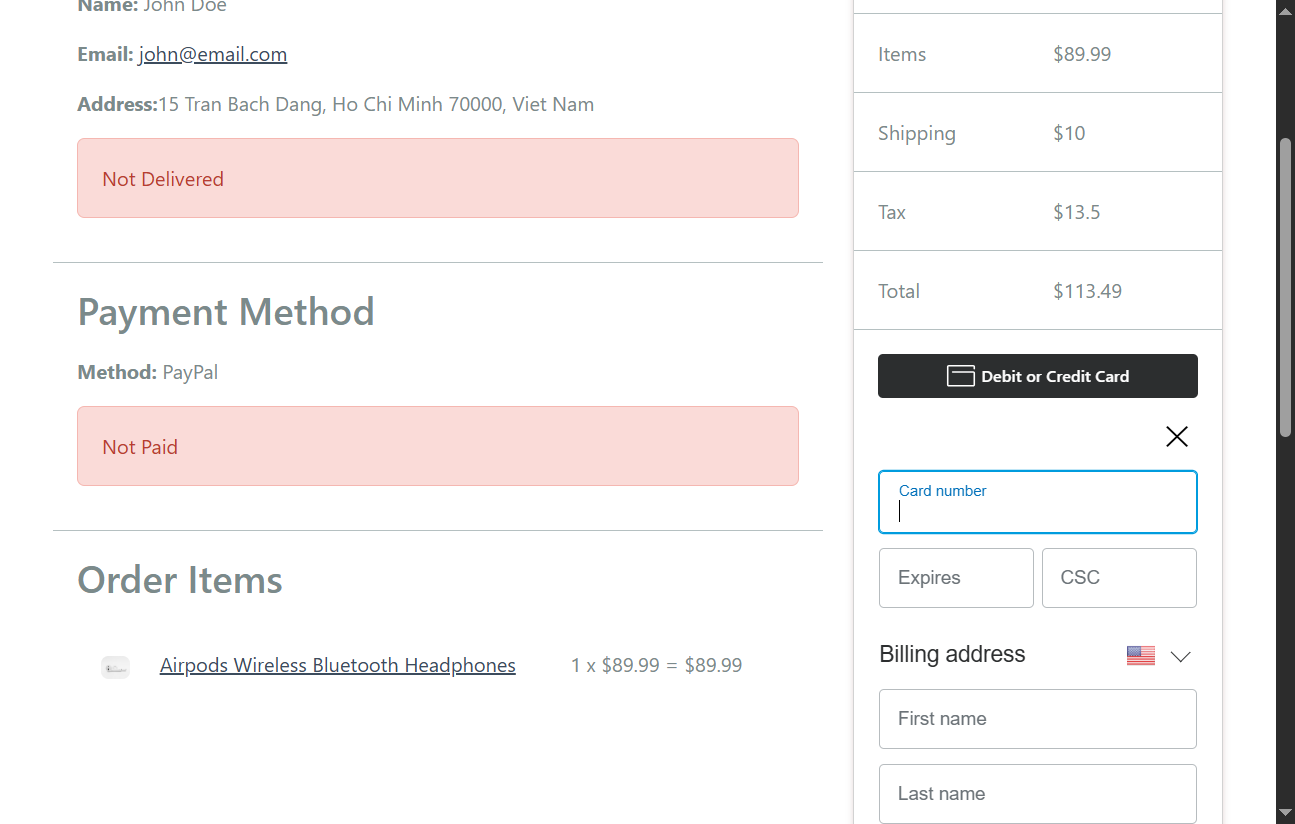 Name: John Doe
Email: john@email.com
Address:15 Tran Bach Dang, Ho Chi Minh 70000, Viet Nam
Not Delivered
Payment Method
Method: PayPal
Not Paid
Order Items
Airpods Wireless Bluetooth Headphones 1 x $89.99 = $89.99
Items $89.99
Shipping $10
Tax $13.5
Total $113.49
Debit or Credit Card
Card number
Expires CSC
Billing address
First name
Last name